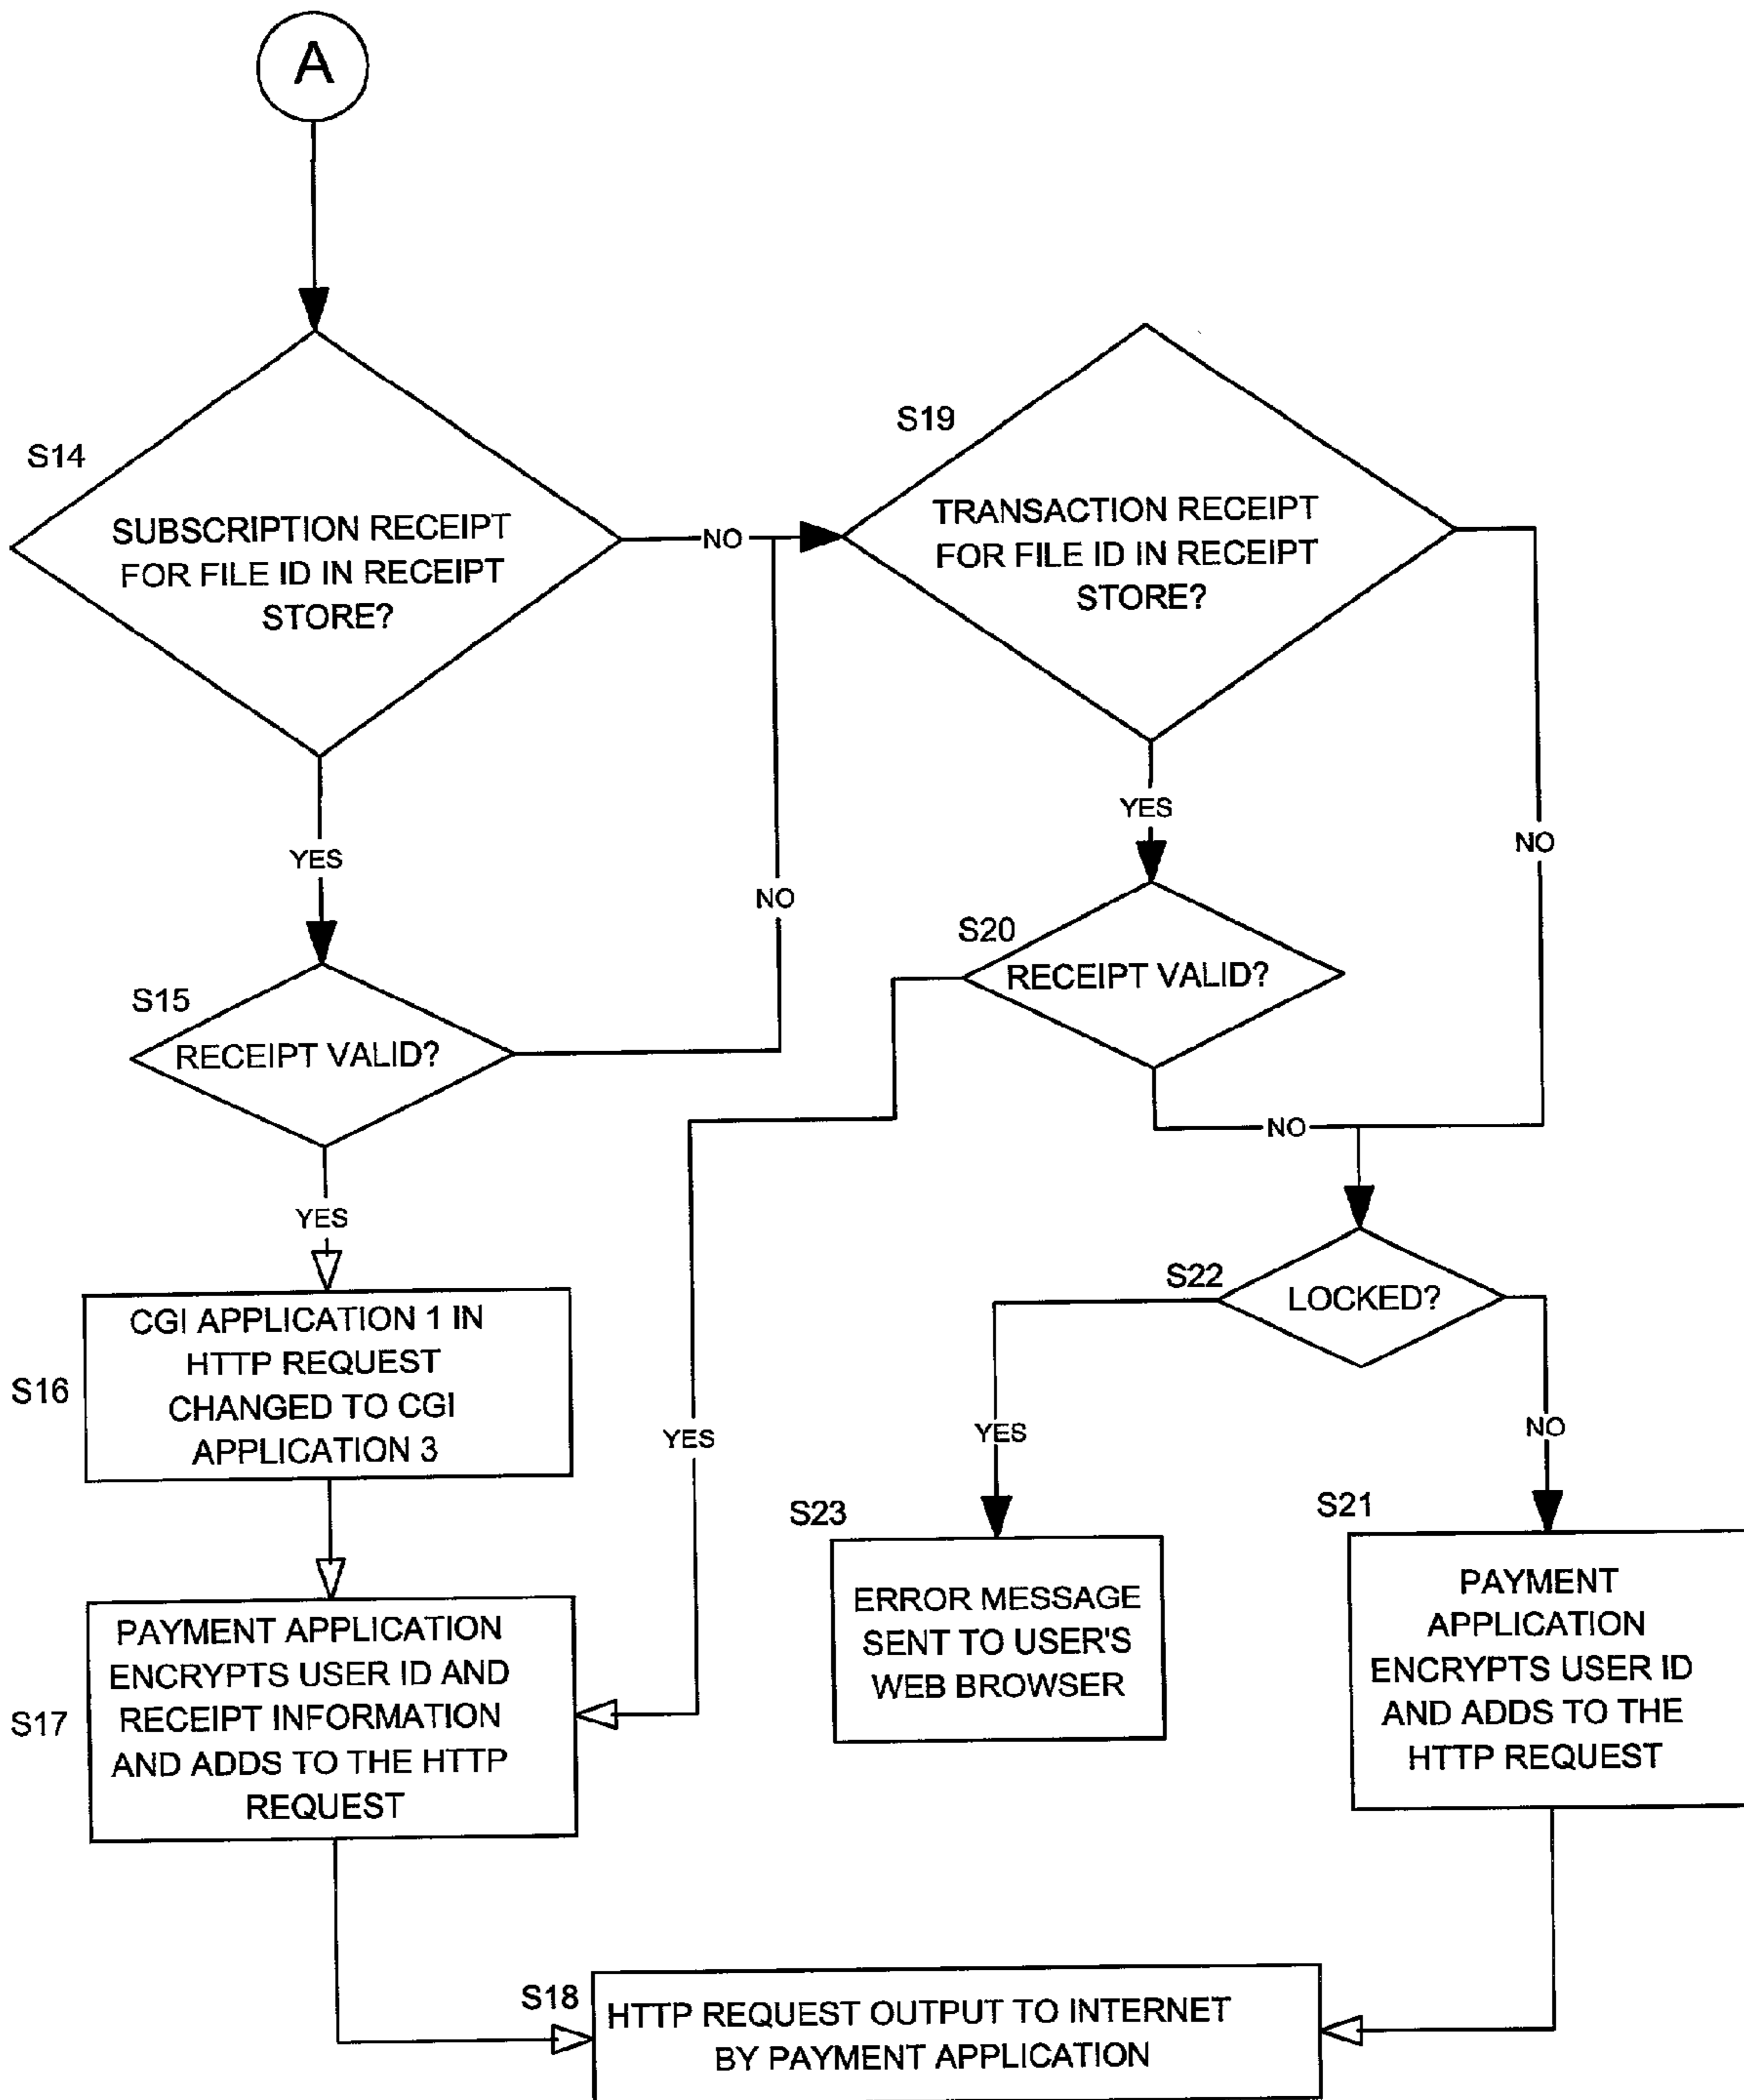 A
S14
SUBSCRIPTION RECEIPT
FOR FILE ID IN RECEIPT
STORE?
NO
S19
TRANSACTION RECEIPT
FOR FILE ID IN RECEIPT
STORE?
YES
NO
YES
NO
S15
RECEIPT VALID?
S20
RECEIPT VALID?
NO
YES
S22
LOCKED?
S16
CGI APPLICATION 1 IN
HTTP REQUEST
CHANGED TO CGI
APPLICATION 3
YES
YES
NO
S17
PAYMENT APPLICATION
ENCRYPTS USER ID AND
RECEIPT INFORMATION
AND ADDS TO THE HTTP
REQUEST
S23
ERROR MESSAGE
SENT TO USER'S
WEB BROWSER
S21
PAYMENT
APPLICATION
ENCRYPTS USER ID
AND ADDS TO THE
HTTP REQUEST
S18
HTTP REQUEST OUTPUT TO INTERNET
BY PAYMENT APPLICATION